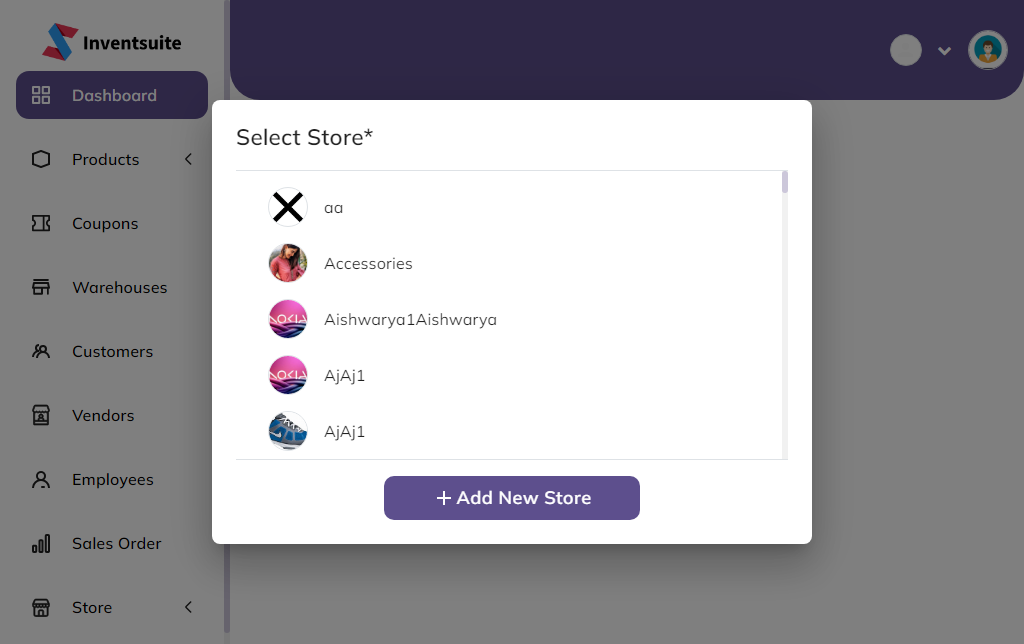 Inventsuite
Dashboard
Products
Coupons
Warehouses
Customers
Vendors
Employees
Sales Order
Store
Select Store*
aa
Accessories
Aishwarya1Aishwarya
AjAj1
AjAj1
+ Add New Store